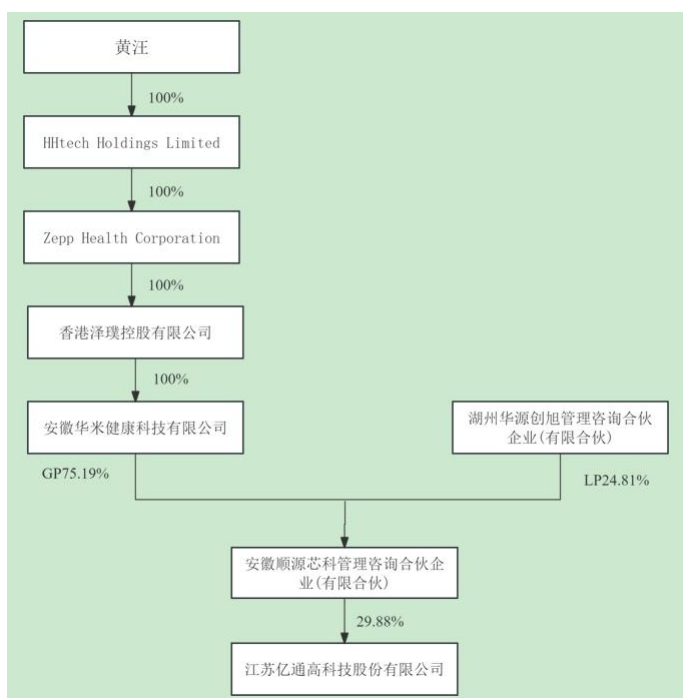 黄汪
100%
HHtech Holdings Limited
100%
Zepp Health Corporation
100%
香港泽璞控股有限公司
100%
安徽华米健康科技有限公司
湖州华源创旭管理咨询合伙
企业(有限合伙)
GP75.19%
LP24.81%
安徽顺源芯科管理咨询合伙企
业(有限合伙)
29.88%
江苏亿通高科技股份有限公司